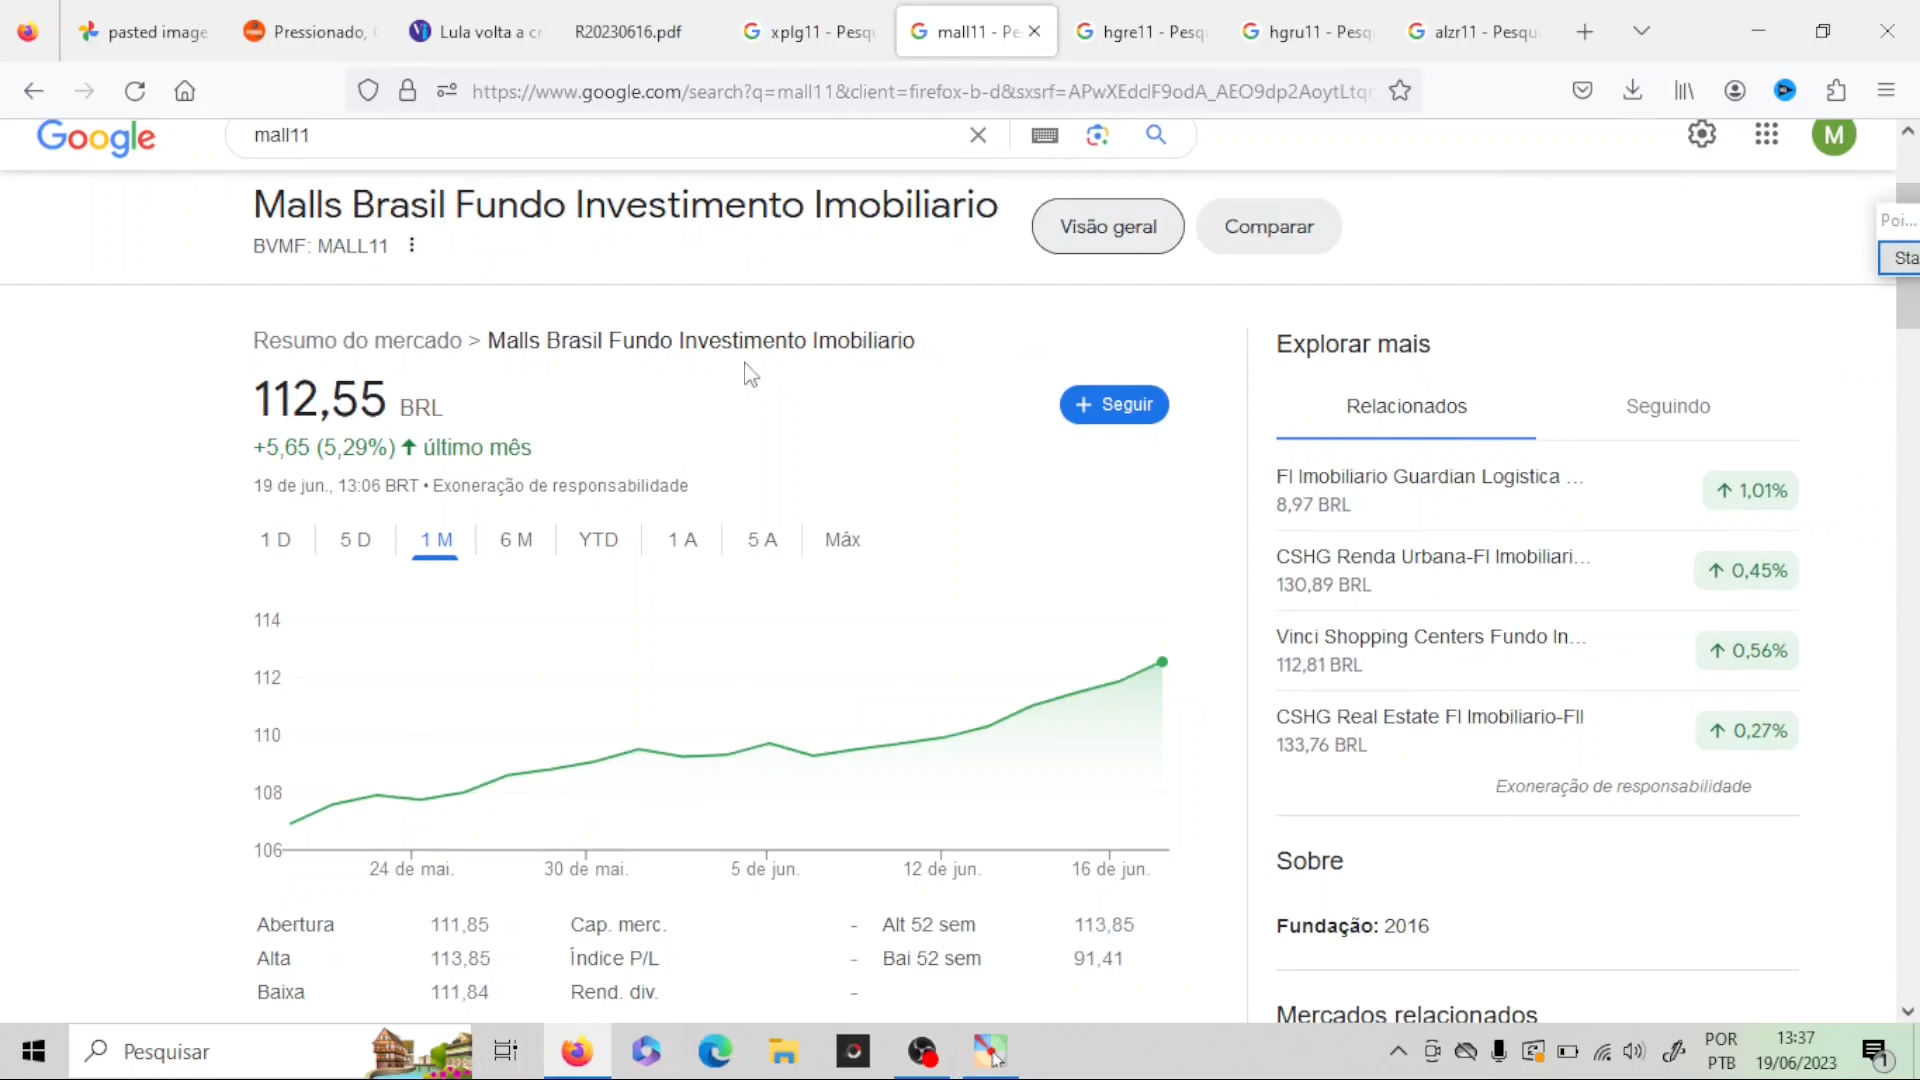 pasted image
Pressionado,
Lula volta a cr
R20230616.pdf
xplg11 - Pesqu
mall11 - Pe
hgre11 - Pesqu
hgru11 - Pesq
alzr11 - Pesqui
https://www.google.com/search?q=mall11&client=firefox-b-d&sxsrf=
Google
mall11
M
Malls Brasil Fundo Investimento Imobiliario
BVMF: MALL11
Visão geral
Comparar
Poi...
Sta
Resumo do mercado > Malls Brasil Fundo Investimento Imobiliario
112,55 BRL
+ Seguir
+5,65 (5,29%) ↑ último mês
19 de jun., 13:06 BRT • Exoneração de responsabilidade
1 D
5 D
1 M
6 M
YTD
1 A
5 A
Máx
114
112
110
108
106
24 de mai.
30 de mai.
5 de jun.
12 de jun.
16 de jun.
Abertura 111,85 Cap. merc. - Alt 52 sem 113,85
Alta 113,85 Índice P/L - Bai 52 sem 91,41
Baixa 111,84 Rend. div. -
Explorar mais
Relacionados
Seguindo
FI Imobiliario Guardian Logistica ...
8,97 BRL
↑ 1,01%
CSHG Renda Urbana-FI Imobiliari...
130,89 BRL
↑ 0,45%
Vinci Shopping Centers Fundo In...
112,81 BRL
↑ 0,56%
CSHG Real Estate FI Imobiliario-FII
133,76 BRL
↑ 0,27%
Exoneração de responsabilidade
Sobre
Fundação: 2016
Mercados relacionados
Pesquisar
POR
PTB
13:37
19/06/2023
1